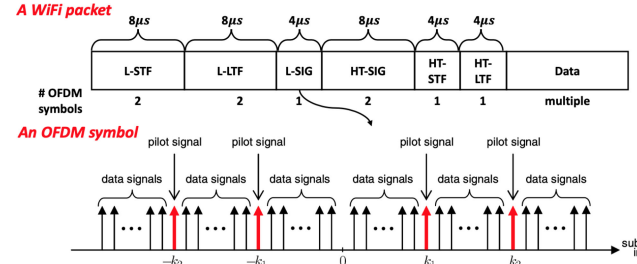 A WiFi packet
8μs 8μs 4μs 8μs 4μs 4μs
L-STF L-LTF L-SIG HT-SIG HT-STF HT-LTF Data
# OFDM symbols 2 2 1 2 1 1 multiple
An OFDM symbol
pilot signal pilot signal pilot signal pilot signal
data signals data signals data signals data signals data signals data signals
0